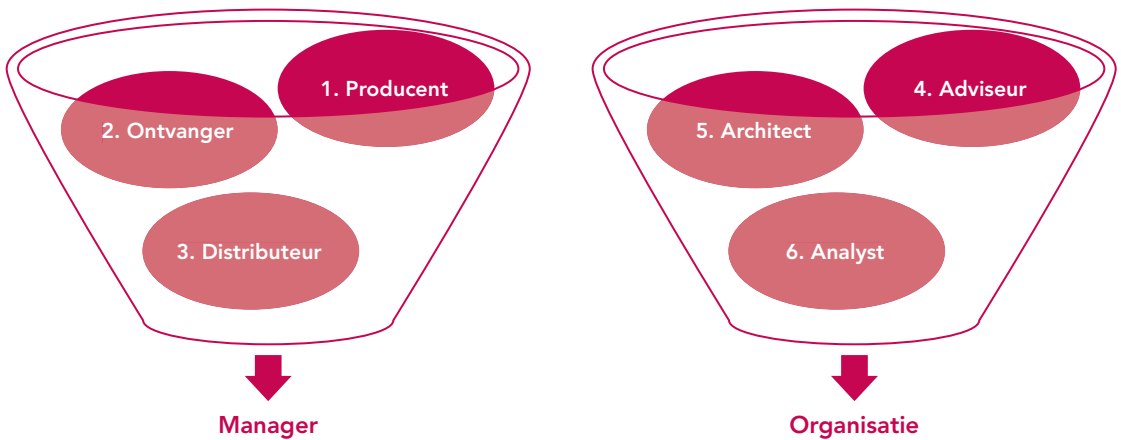 1. Producent
2. Ontvanger
3. Distributeur
Manager
4. Adviseur
5. Architect
6. Analyst
Organisatie